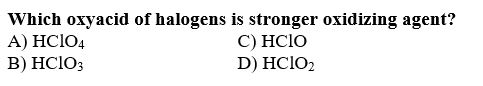 Which oxyacid of halogens is stronger oxidizing agent?
A) HClO₄ C) HClO
B) HClO₃ D) HClO₂